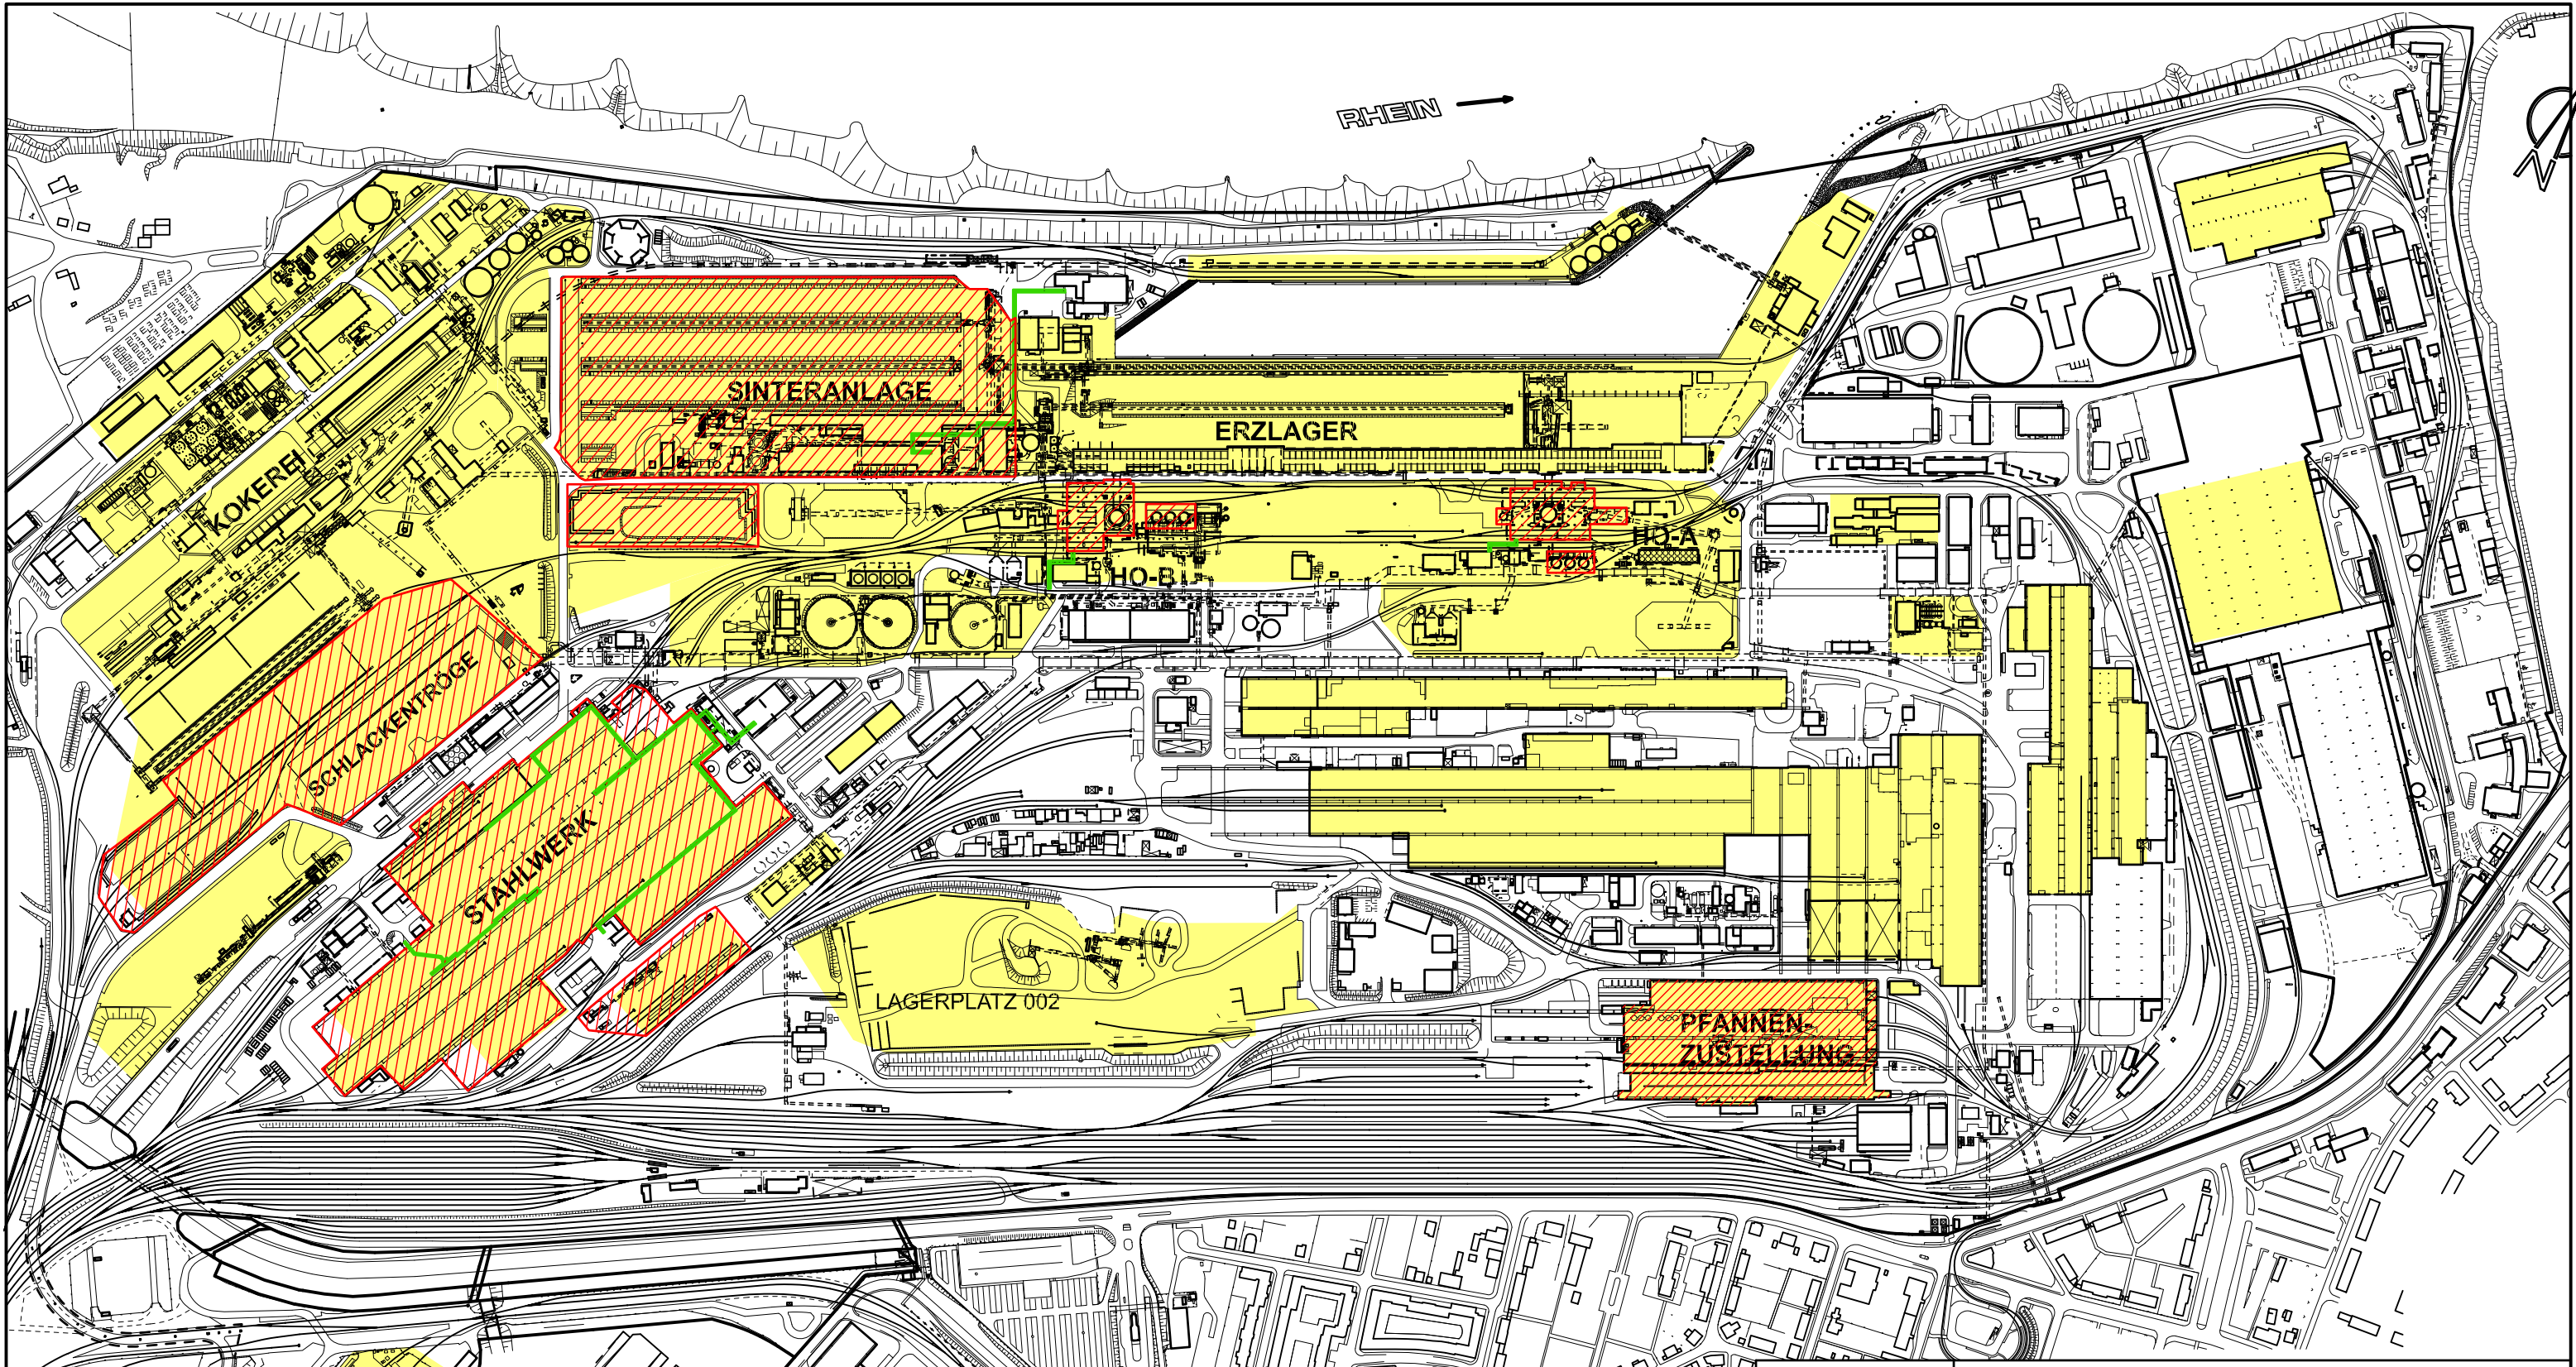 RHEIN
N
SINTERANLAGE
ERZLAGER
KOKEREI
HO-A
HO-B
SCHLACKENTRÖGE
STAHLWERK
LAGERPLATZ 002
PFANNEN-
ZUSTELLUNG